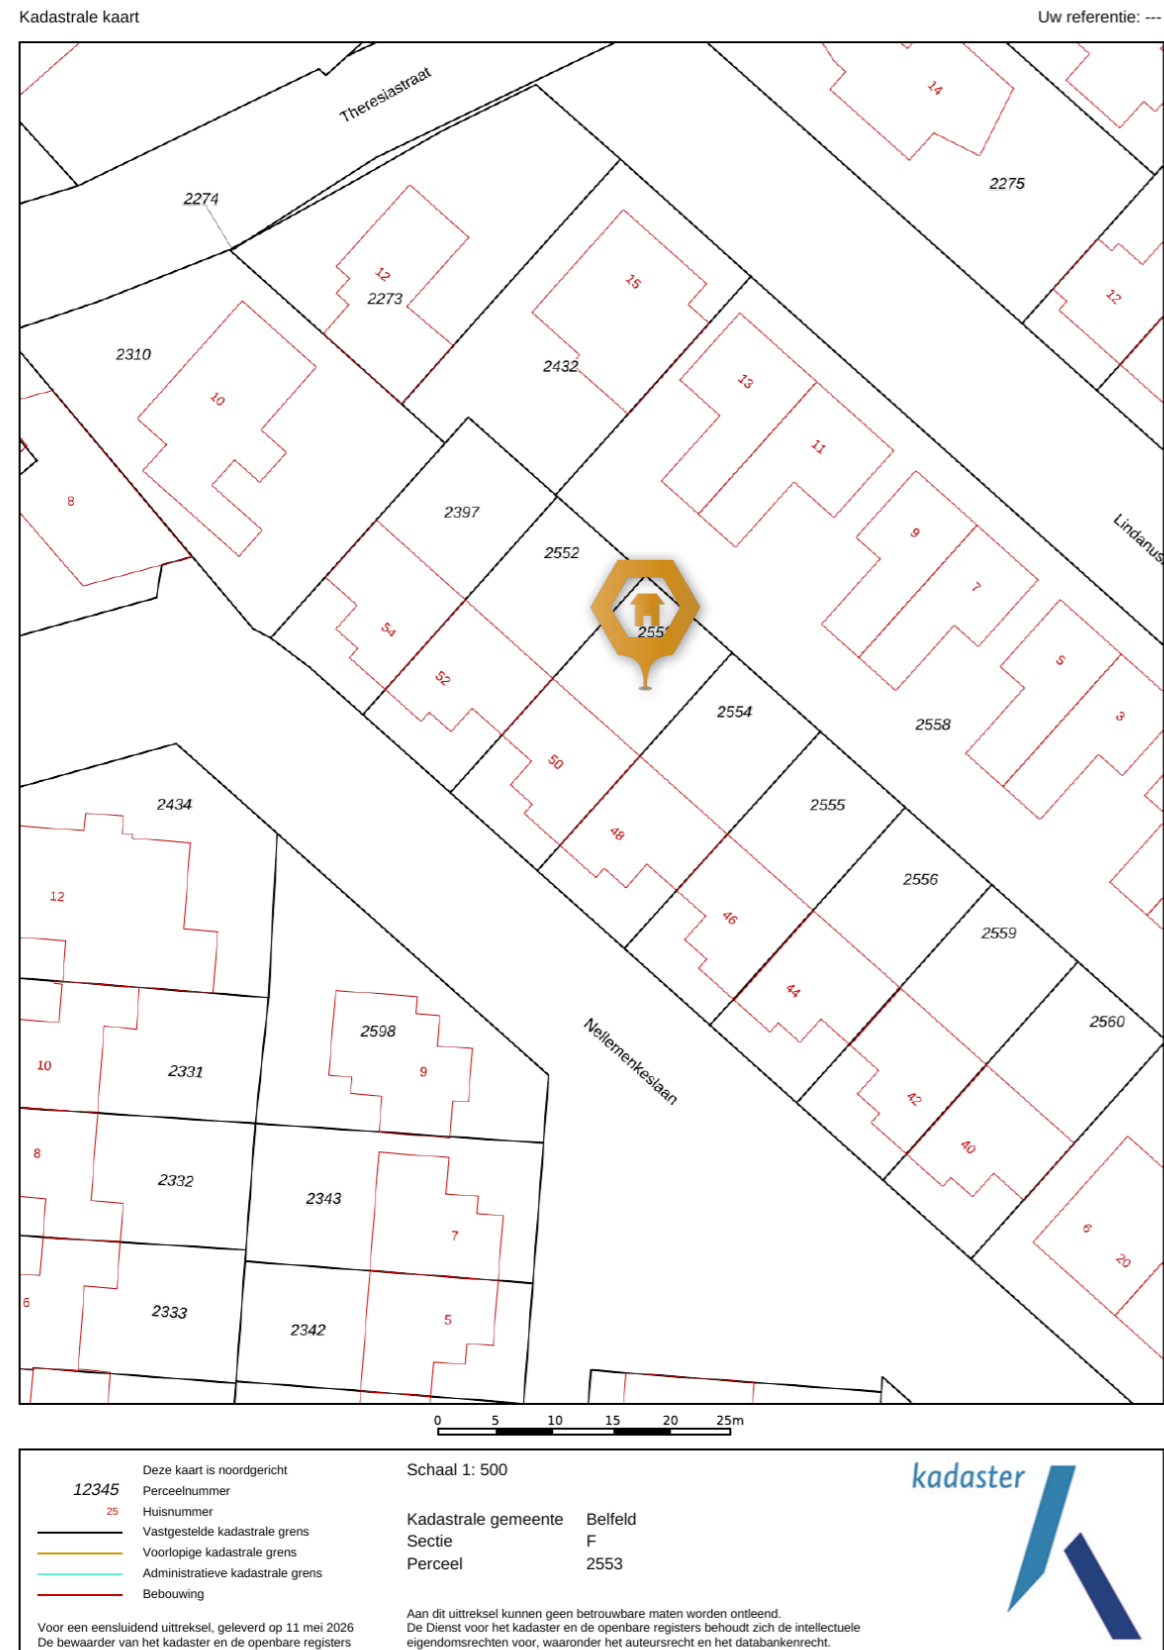 Kadastrale kaart
Uw referentie: ---
Theresiastraat
14
2275
2274
12
2273
15
12
2310
2432
13
10
11
8
2397
9
Lindanus
2552
7
54
255
5
52
2554
3
2558
50
2434
2555
48
2556
12
46
2559
44
2560
2598
Nellemenkeslaan
10
2331
9
42
40
8
2332
2343
7
6
20
6
2333
2342
5
0 5 10 15 20 25m
Deze kaart is noordgericht
12345 Perceelnummer
25 Huisnummer
Vastgestelde kadastrale grens
Voorlopige kadastrale grens
Administratieve kadastrale grens
Bebouwing
Voor een eensluidend uittreksel, geleverd op 11 mei 2026
De bewaarder van het kadaster en de openbare registers
Schaal 1: 500
Kadastrale gemeente Belfeld
Sectie F
Perceel 2553
Aan dit uittreksel kunnen geen betrouwbare maten worden ontleend.
De Dienst voor het kadaster en de openbare registers behoudt zich de intellectuele
eigendomsrechten voor, waaronder het auteursrecht en het databankenrecht.
kadaster